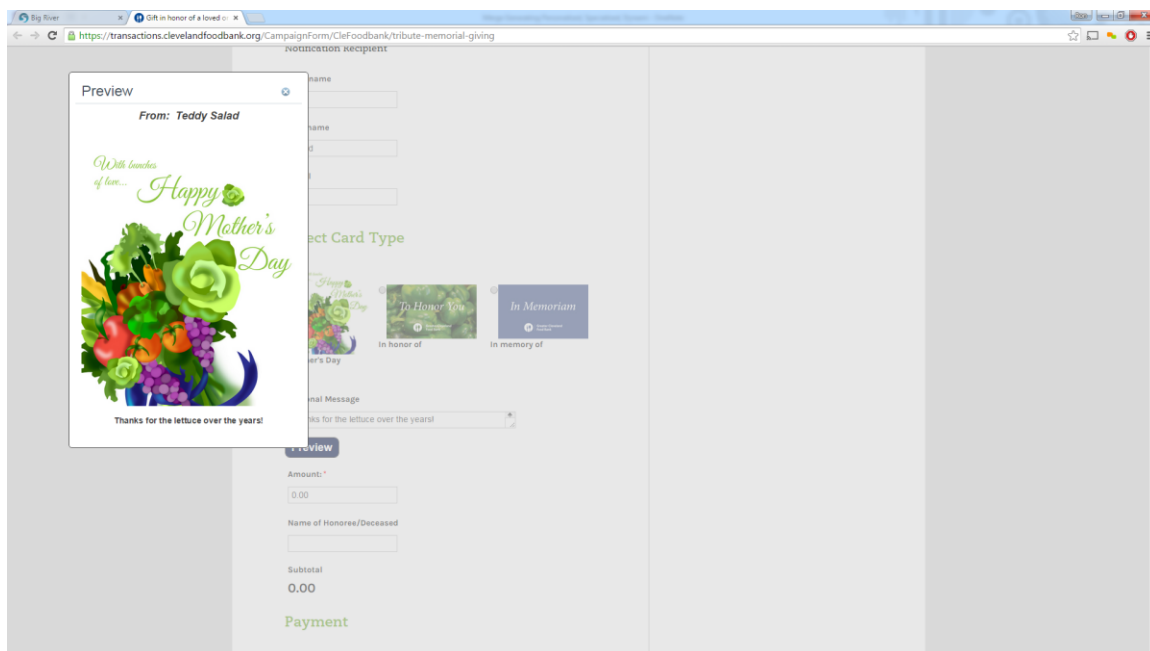 Big River
Gift in honor of a loved o
https://transactions.clevelandfoodbank.org/CampaignForm/CleFoodbank/tribute-memorial-giving
Notification Recipient
Preview
From: Teddy Salad
With bunches
of love...
Happy
Mother's
Day
Thanks for the lettuce over the years!
name
name
d
ect Card Type
Happy
Mother's
Day
To Honor You
In Memoriam
In honor of
In memory of
er's Day
onal Message
nks for the lettuce over the years!
Preview
Amount: *
0.00
Name of Honoree/Deceased
Subtotal
0.00
Payment